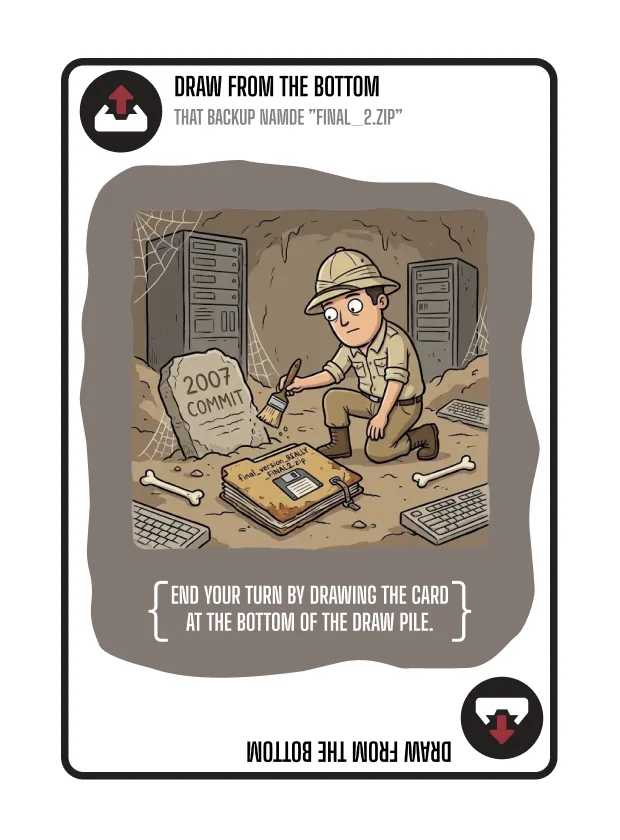 DRAW FROM THE BOTTOM
THAT BACKUP NAMDE ”FINAL_2.ZIP”
2007
COMMIT
final_version_REALLY
FINAL2.zip
END YOUR TURN BY DRAWING THE CARD
AT THE BOTTOM OF THE DRAW PILE.
DRAW FROM THE BOTTOM